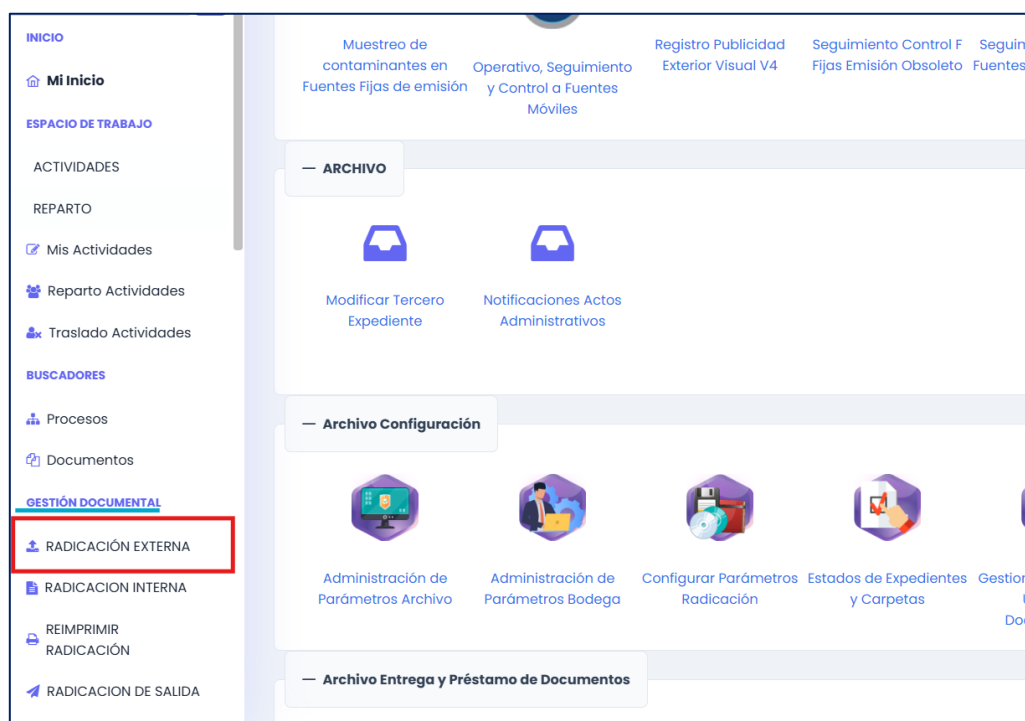 INICIO
Mi Inicio
ESPACIO DE TRABAJO
ACTIVIDADES
REPARTO
Mis Actividades
Reparto Actividades
Traslado Actividades
BUSCADORES
Procesos
Documentos
GESTIÓN DOCUMENTAL
RADICACIÓN EXTERNA
RADICACION INTERNA
REIMPRIMIR
RADICACIÓN
RADICACION DE SALIDA
Muestreo de
contaminantes en
Fuentes Fijas de emisión
Operativo, Seguimiento
y Control a Fuentes
Móviles
Registro Publicidad
Exterior Visual V4
Seguimiento Control F
Fijas Emisión Obsoleto
Fuentes
— ARCHIVO
Modificar Tercero
Expediente
Notificaciones Actos
Administrativos
— Archivo Configuración
Administración de
Parámetros Archivo
Administración de
Parámetros Bodega
Configurar Parámetros
Radicación
Estados de Expedientes
y Carpetas
— Archivo Entrega y Préstamo de Documentos